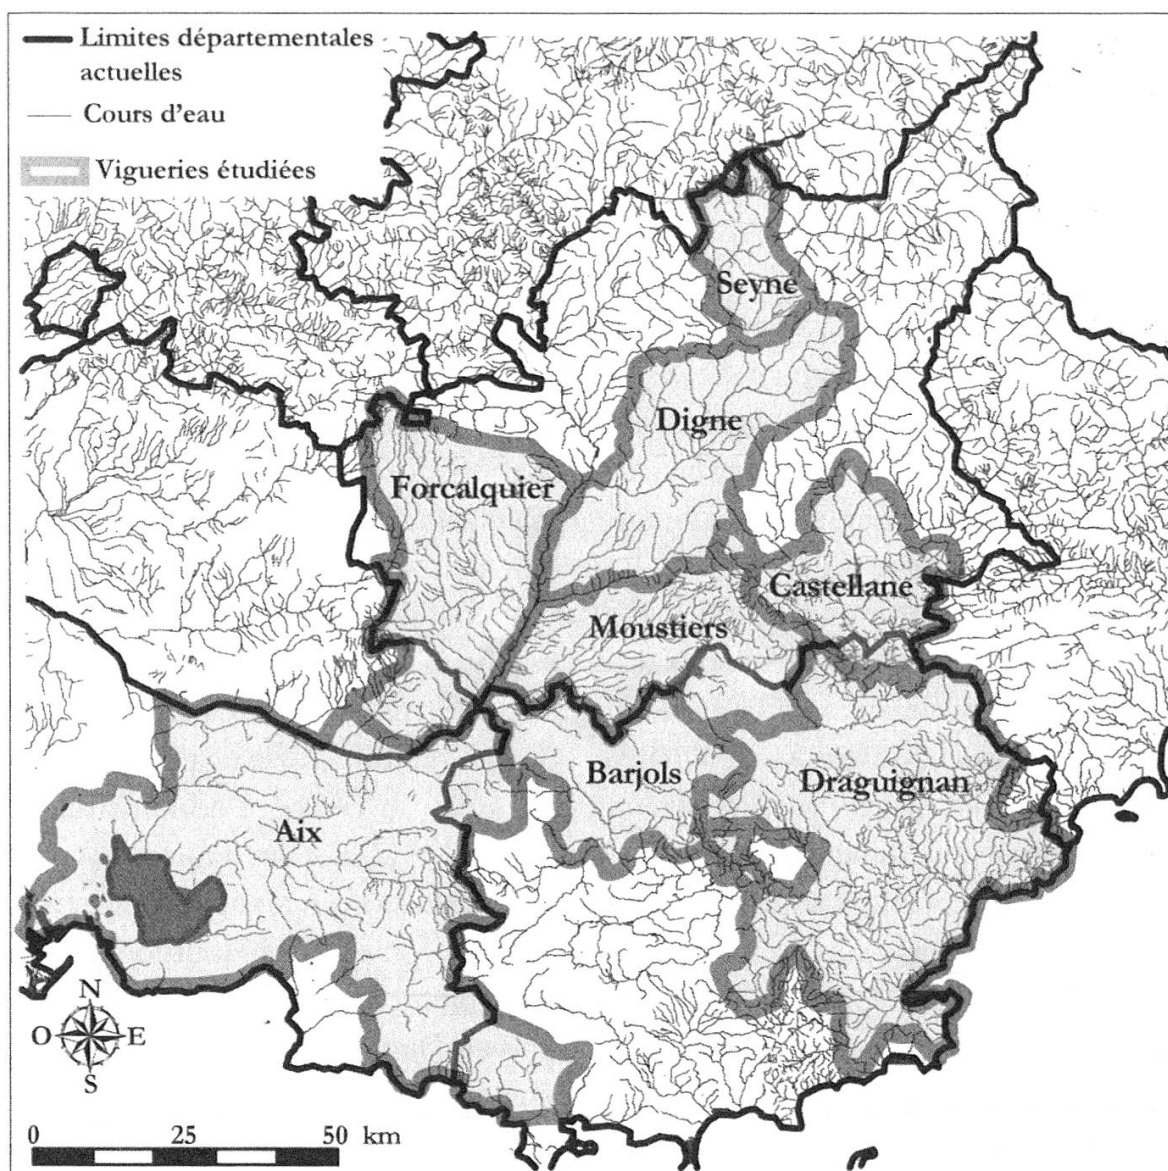 Limites départementales
actuelles
Cours d'eau
Vigueries étudiées
Seyne
Digne
Forcalquier
Castellane
Moustiers
Barjols
Draguignan
Aix
N
O E
S
0 25 50 km